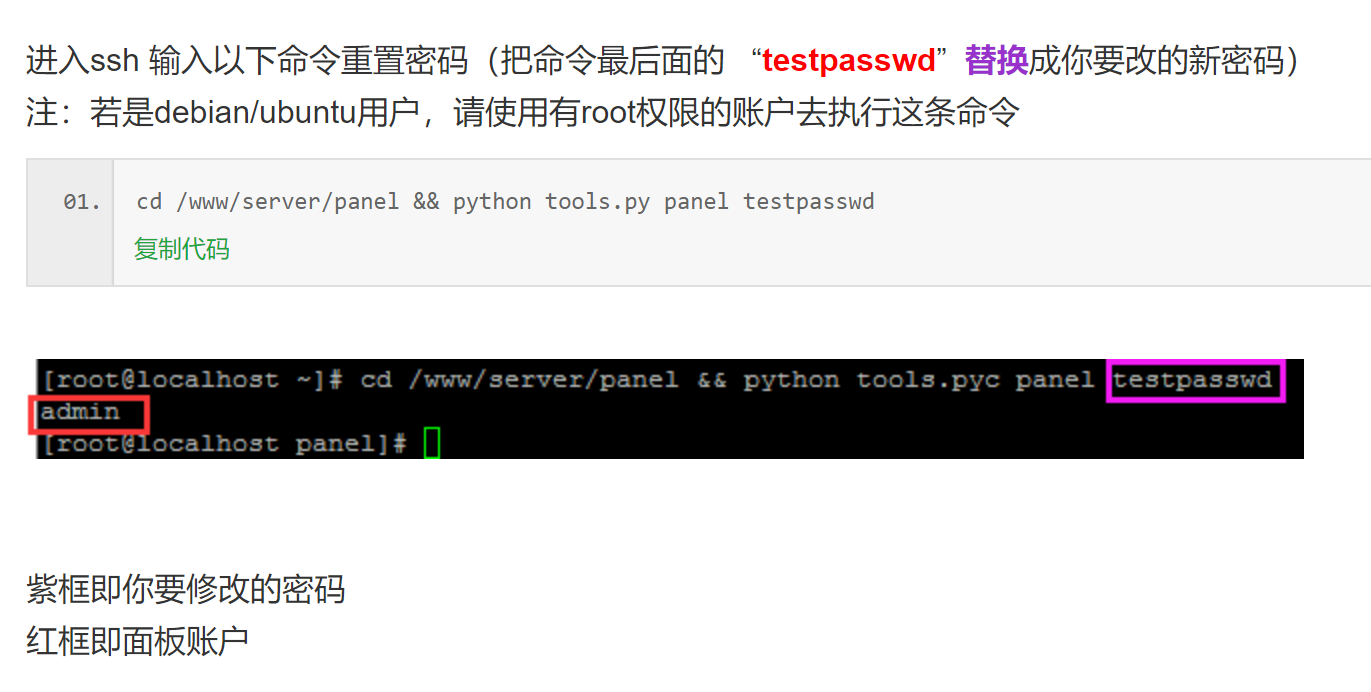 进入ssh 输入以下命令重置密码（把命令最后面的 “testpasswd”替换成你要改的新密码）
注：若是debian/ubuntu用户，请使用有root权限的账户去执行这条命令
01. cd /www/server/panel && python tools.py panel testpasswd
复制代码
[root@localhost ~]# cd /www/server/panel && python tools.pyc panel testpasswd
admin
[root@localhost panel]#
紫框即你要修改的密码
红框即面板账户